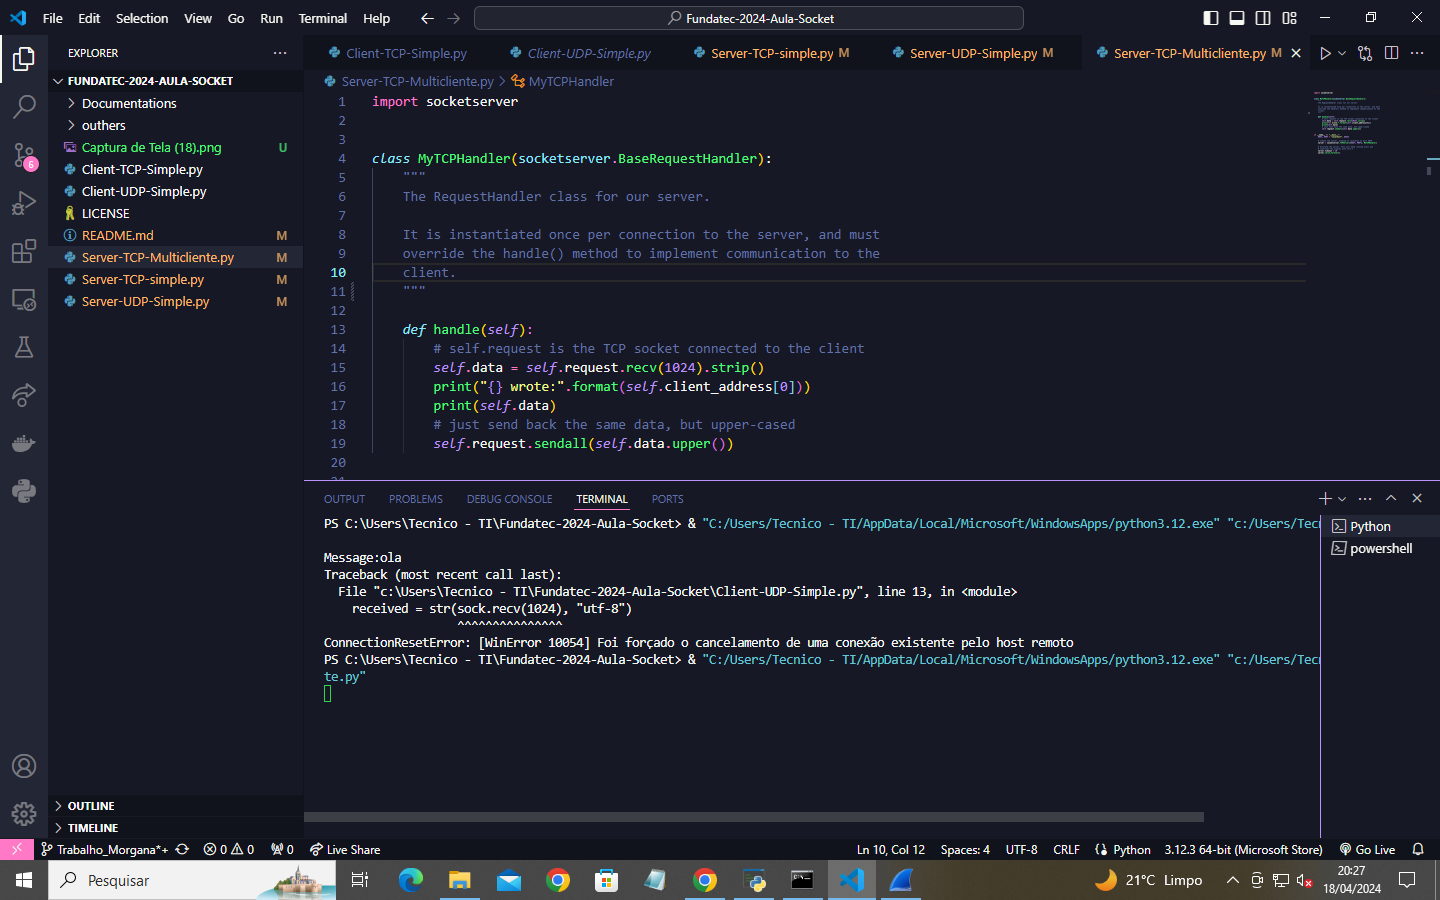 File Edit Selection View Go Run Terminal Help
Fundatec-2024-Aula-Socket
EXPLORER
FUNDATEC-2024-AULA-SOCKET
Documentations
outhers
Captura de Tela (18).png U
Client-TCP-Simple.py
Client-UDP-Simple.py
LICENSE
README.md M
Server-TCP-Multicliente.py M
Server-TCP-simple.py M
Server-UDP-Simple.py M
6
OUTLINE
TIMELINE
Client-TCP-Simple.py Client-UDP-Simple.py Server-TCP-simple.py M Server-UDP-Simple.py M Server-TCP-Multicliente.py M
Server-TCP-Multicliente.py > MyTCPHandler
1 import socketserver
2
3
4 class MyTCPHandler(socketserver.BaseRequestHandler):
5 """
6 The RequestHandler class for our server.
7
8 It is instantiated once per connection to the server, and must
9 override the handle() method to implement communication to the
10 client.
11 """
12
13 def handle(self):
14 # self.request is the TCP socket connected to the client
15 self.data = self.request.recv(1024).strip()
16 print("{} wrote:".format(self.client_address[0]))
17 print(self.data)
18 # just send back the same data, but upper-cased
19 self.request.sendall(self.data.upper())
20
OUTPUT PROBLEMS DEBUG CONSOLE TERMINAL PORTS
PS C:\Users\Tecnico - TI\Fundatec-2024-Aula-Socket> & "C:/Users/Tecnico - TI/AppData/Local/Microsoft/WindowsApps/python3.12.exe" "c:/Users/Tec
Message:ola
Traceback (most recent call last):
File "c:\Users\Tecnico - TI\Fundatec-2024-Aula-Socket\Client-UDP-Simple.py", line 13, in <module>
received = str(sock.recv(1024), "utf-8")
^^^^^^^^^^^^^^^
ConnectionResetError: [WinError 10054] Foi forçado o cancelamento de uma conexão existente pelo host remoto
PS C:\Users\Tecnico - TI\Fundatec-2024-Aula-Socket> & "C:/Users/Tecnico - TI/AppData/Local/Microsoft/WindowsApps/python3.12.exe" "c:/Users/Tec
te.py"
Python
powershell
Trabalho_Morgana*+ 0 0 0 Live Share Ln 10, Col 12 Spaces: 4 UTF-8 CRLF Python 3.12.3 64-bit (Microsoft Store) Go Live
Pesquisar
21°C Limpo
20:27
18/04/2024